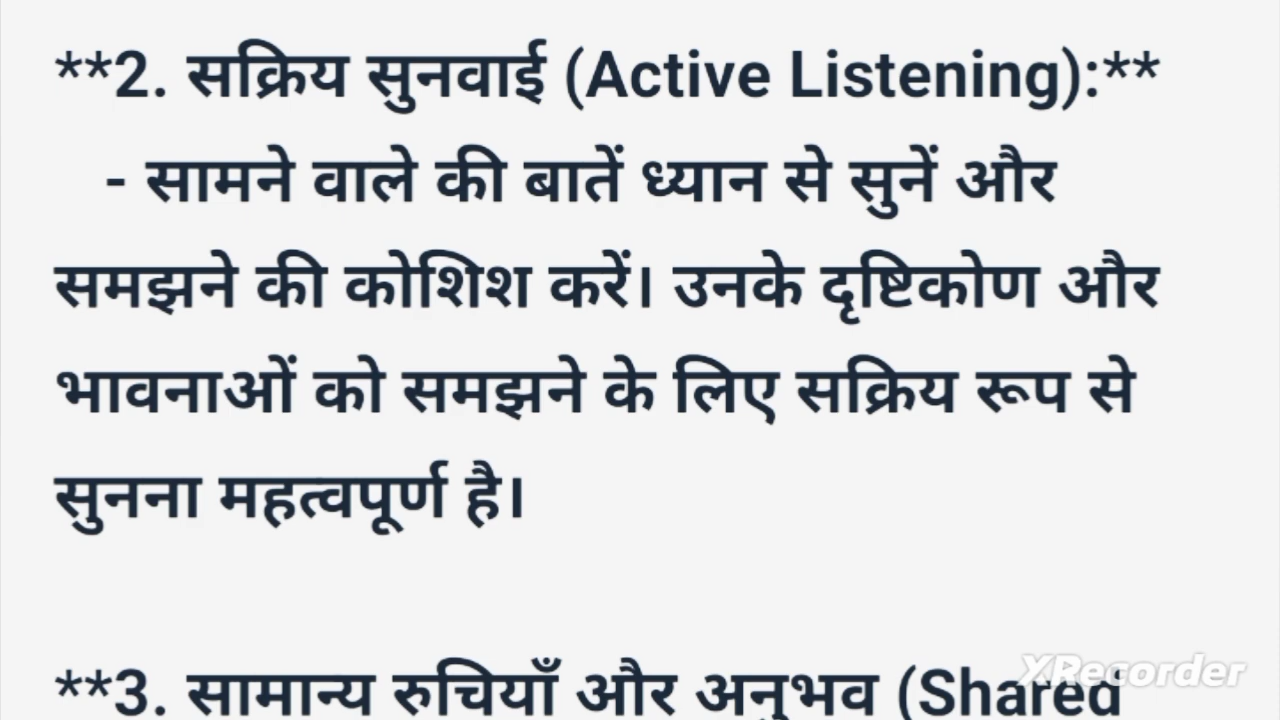 **2. सक्रिय सुनवाई (Active Listening):**
- सामने वाले की बातें ध्यान से सुनें और
समझने की कोशिश करें। उनके दृष्टिकोण और
भावनाओं को समझने के लिए सक्रिय रूप से
सुनना महत्वपूर्ण है।
**3. सामान्य रुचियाँ और अनुभव (Shared
XRecorder